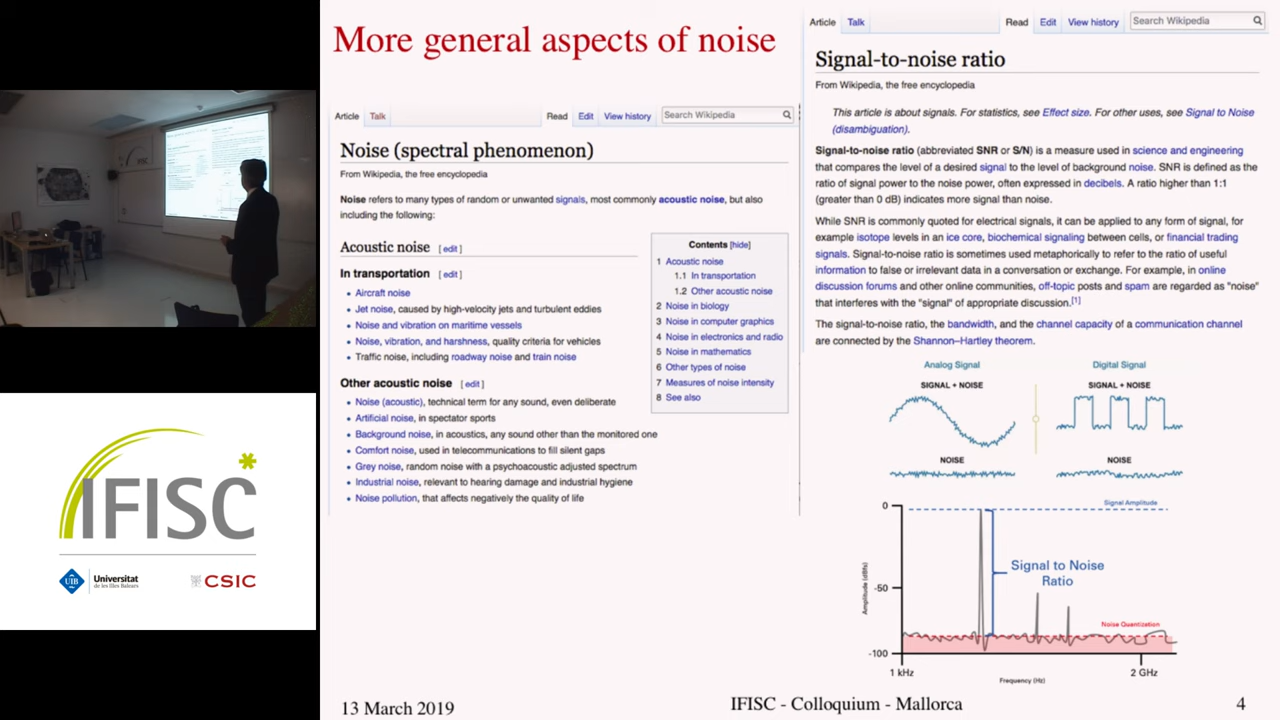 More general aspects of noise
Article Talk Read Edit View history Search Wikipedia
Noise (spectral phenomenon)
From Wikipedia, the free encyclopedia
Noise refers to many types of random or unwanted signals, most commonly acoustic noise, but also
including the following:
Acoustic noise [edit]
In transportation [edit]
• Aircraft noise
• Jet noise, caused by high-velocity jets and turbulent eddies
• Noise and vibration on maritime vessels
• Noise, vibration, and harshness, quality criteria for vehicles
• Traffic noise, including roadway noise and train noise
Other acoustic noise [edit]
• Noise (acoustic), technical term for any sound, even deliberate
• Artificial noise, in spectator sports
• Background noise, in acoustics, any sound other than the monitored one
• Comfort noise, used in telecommunications to fill silent gaps
• Grey noise, random noise with a psychoacoustic adjusted spectrum
• Industrial noise, relevant to hearing damage and industrial hygiene
• Noise pollution, that affects negatively the quality of life
Contents [hide]
1 Acoustic noise
1.1 In transportation
1.2 Other acoustic noise
2 Noise in biology
3 Noise in computer graphics
4 Noise in electronics and radio
5 Noise in mathematics
6 Other types of noise
7 Measures of noise intensity
8 See also
Article Talk Read Edit View history Search Wikipedia
Signal-to-noise ratio
From Wikipedia, the free encyclopedia
This article is about signals. For statistics, see Effect size. For other uses, see Signal to Noise
(disambiguation).
Signal-to-noise ratio (abbreviated SNR or S/N) is a measure used in science and engineering
that compares the level of a desired signal to the level of background noise. SNR is defined as the
ratio of signal power to the noise power, often expressed in decibels. A ratio higher than 1:1
(greater than 0 dB) indicates more signal than noise.
While SNR is commonly quoted for electrical signals, it can be applied to any form of signal, for
example isotope levels in an ice core, biochemical signaling between cells, or financial trading
signals. Signal-to-noise ratio is sometimes used metaphorically to refer to the ratio of useful
information to false or irrelevant data in a conversation or exchange. For example, in online
discussion forums and other online communities, off-topic posts and spam are regarded as "noise"
that interferes with the "signal" of appropriate discussion.[1]
The signal-to-noise ratio, the bandwidth, and the channel capacity of a communication channel
are connected by the Shannon–Hartley theorem.
Analog Signal Digital Signal
SIGNAL + NOISE SIGNAL + NOISE
NOISE NOISE
Signal Amplitude
0
Signal to Noise
Ratio
Amplitude (dBfs)
-50
Noise Quantization
-100
1 kHz 2 GHz
Frequency (Hz)
IFISC
UIB Universitat
de les Illes Balears
CSIC
13 March 2019 IFISC - Colloquium - Mallorca 4